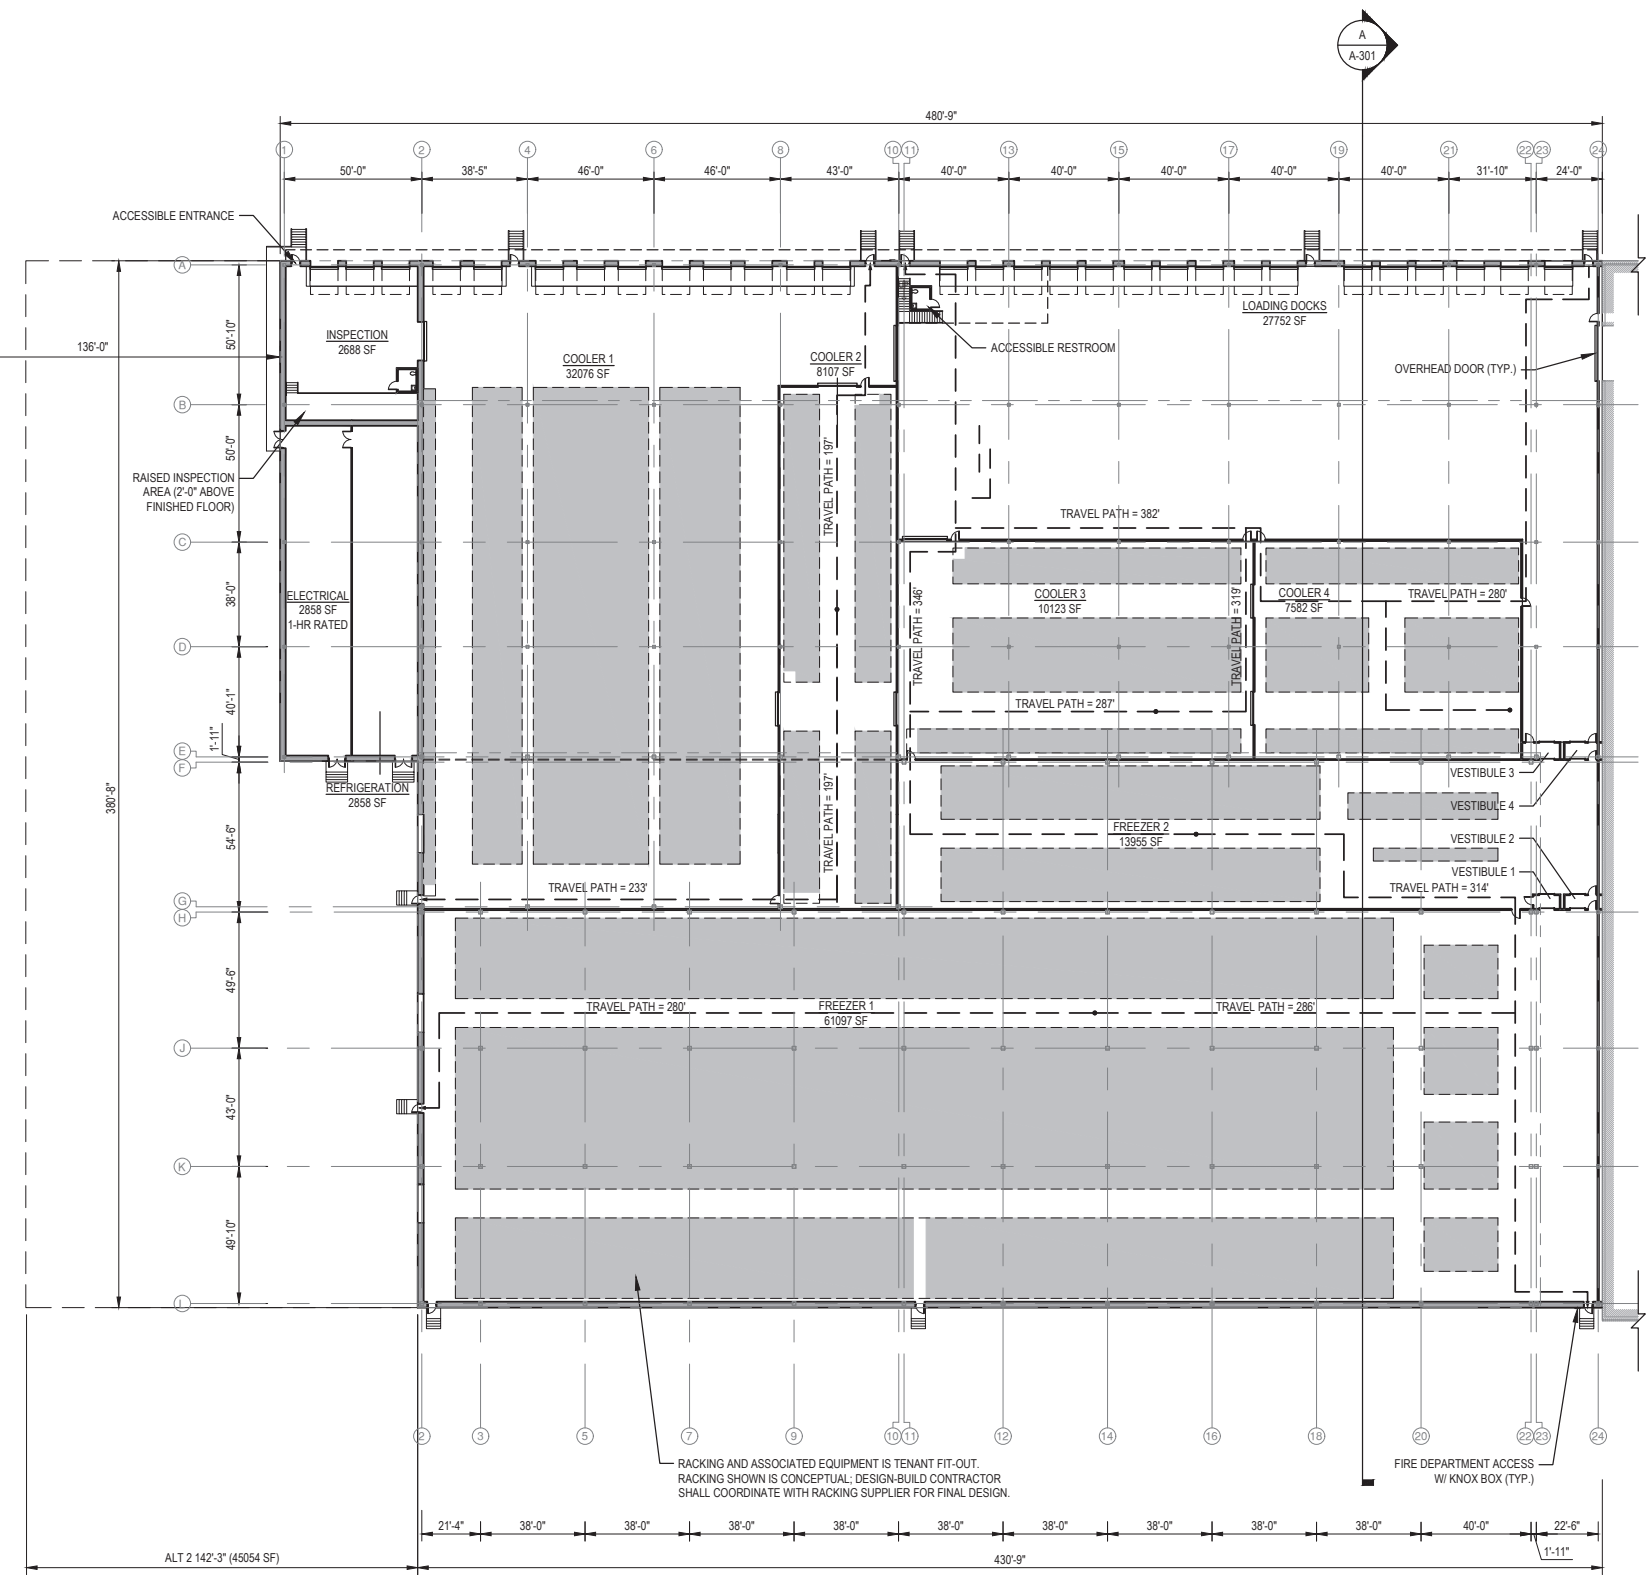 A
A-301
480'-9"
1
2
4
6
8
10
11
13
15
17
19
21
22
23
24
50'-0"
38'-5"
46'-0"
46'-0"
43'-0"
40'-0"
40'-0"
40'-0"
40'-0"
40'-0"
31'-10"
24'-0"
ACCESSIBLE ENTRANCE
A
136'-0"
50'-10"
INSPECTION
2688 SF
COOLER 1
32076 SF
COOLER 2
8107 SF
LOADING DOCKS
27752 SF
ACCESSIBLE RESTROOM
OVERHEAD DOOR (TYP.)
B
50'-0"
RAISED INSPECTION
AREA (2'-0" ABOVE
FINISHED FLOOR)
TRAVEL PATH = 197'
TRAVEL PATH = 382'
C
38'-0"
ELECTRICAL
2858 SF
1-HR RATED
TRAVEL PATH = 346'
COOLER 3
10123 SF
TRAVEL PATH = 319'
COOLER 4
7582 SF
TRAVEL PATH = 280'
D
40'-1"
TRAVEL PATH = 287'
1'-11"
E
F
380'-8"
REFRIGERATION
2858 SF
54'-6"
TRAVEL PATH = 197'
VESTIBULE 3
VESTIBULE 4
FREEZER 2
13955 SF
VESTIBULE 2
VESTIBULE 1
TRAVEL PATH = 233'
TRAVEL PATH = 314'
G
H
49'-6"
TRAVEL PATH = 280'
FREEZER 1
61097 SF
TRAVEL PATH = 286'
J
43'-0"
K
49'-10"
L
2
3
5
7
9
10
11
12
14
16
18
20
22
23
24
RACKING AND ASSOCIATED EQUIPMENT IS TENANT FIT-OUT.
RACKING SHOWN IS CONCEPTUAL; DESIGN-BUILD CONTRACTOR
SHALL COORDINATE WITH RACKING SUPPLIER FOR FINAL DESIGN.
FIRE DEPARTMENT ACCESS
W/ KNOX BOX (TYP.)
21'-4"
38'-0"
38'-0"
38'-0"
38'-0"
38'-0"
38'-0"
38'-0"
38'-0"
38'-0"
40'-0"
22'-6"
1'-11"
ALT 2 142'-3" (45054 SF)
430'-9"